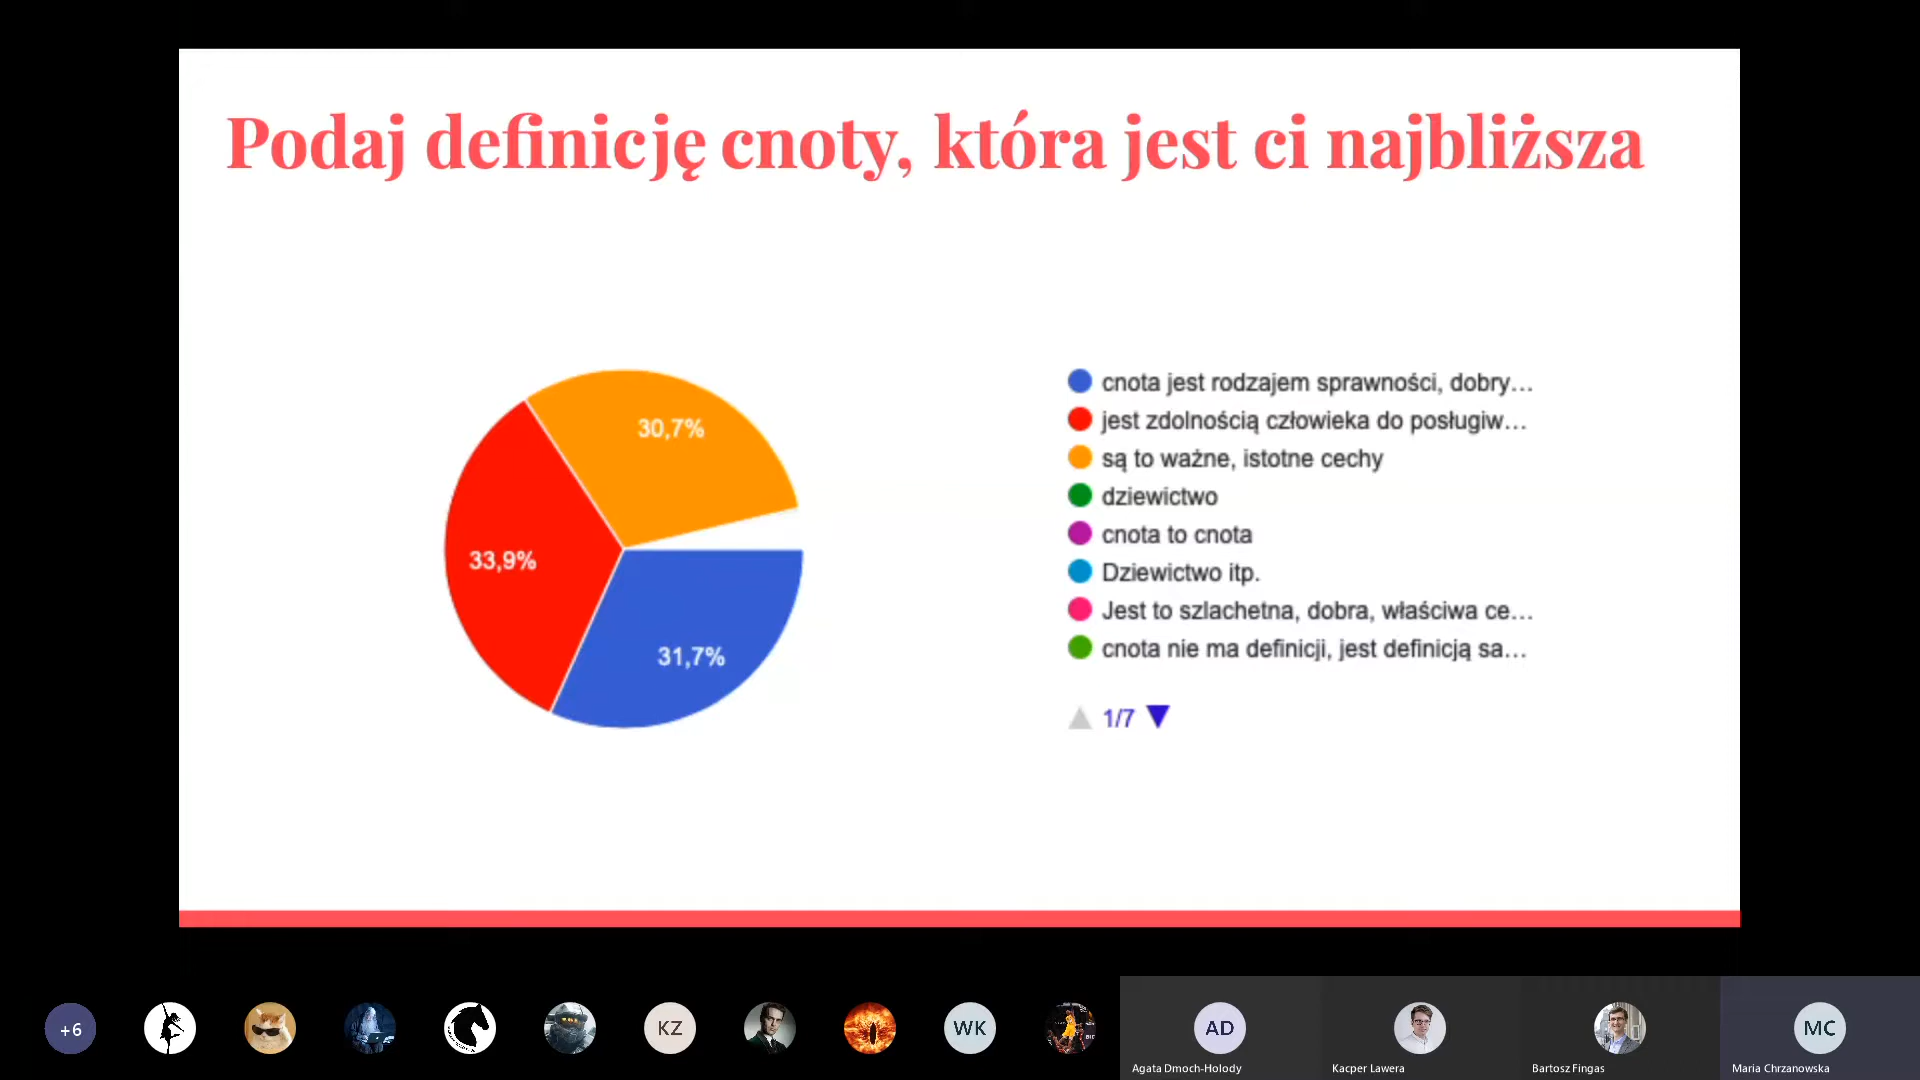 Podaj definicję cnoty, która jest ci najbliższa
30,7%
33,9%
31,7%
cnota jest rodzajem sprawności, dobry...
jest zdolnością człowieka do posługiw...
są to ważne, istotne cechy
dziewictwo
cnota to cnota
Dziewictwo itp.
Jest to szlachetna, dobra, właściwa ce...
cnota nie ma definicji, jest definicją sa...
1/7
+6
KZ
WK
AD
MC
Agata Dmoch-Holody
Kacper Lawera
Bartosz Fingas
Maria Chrzanowska